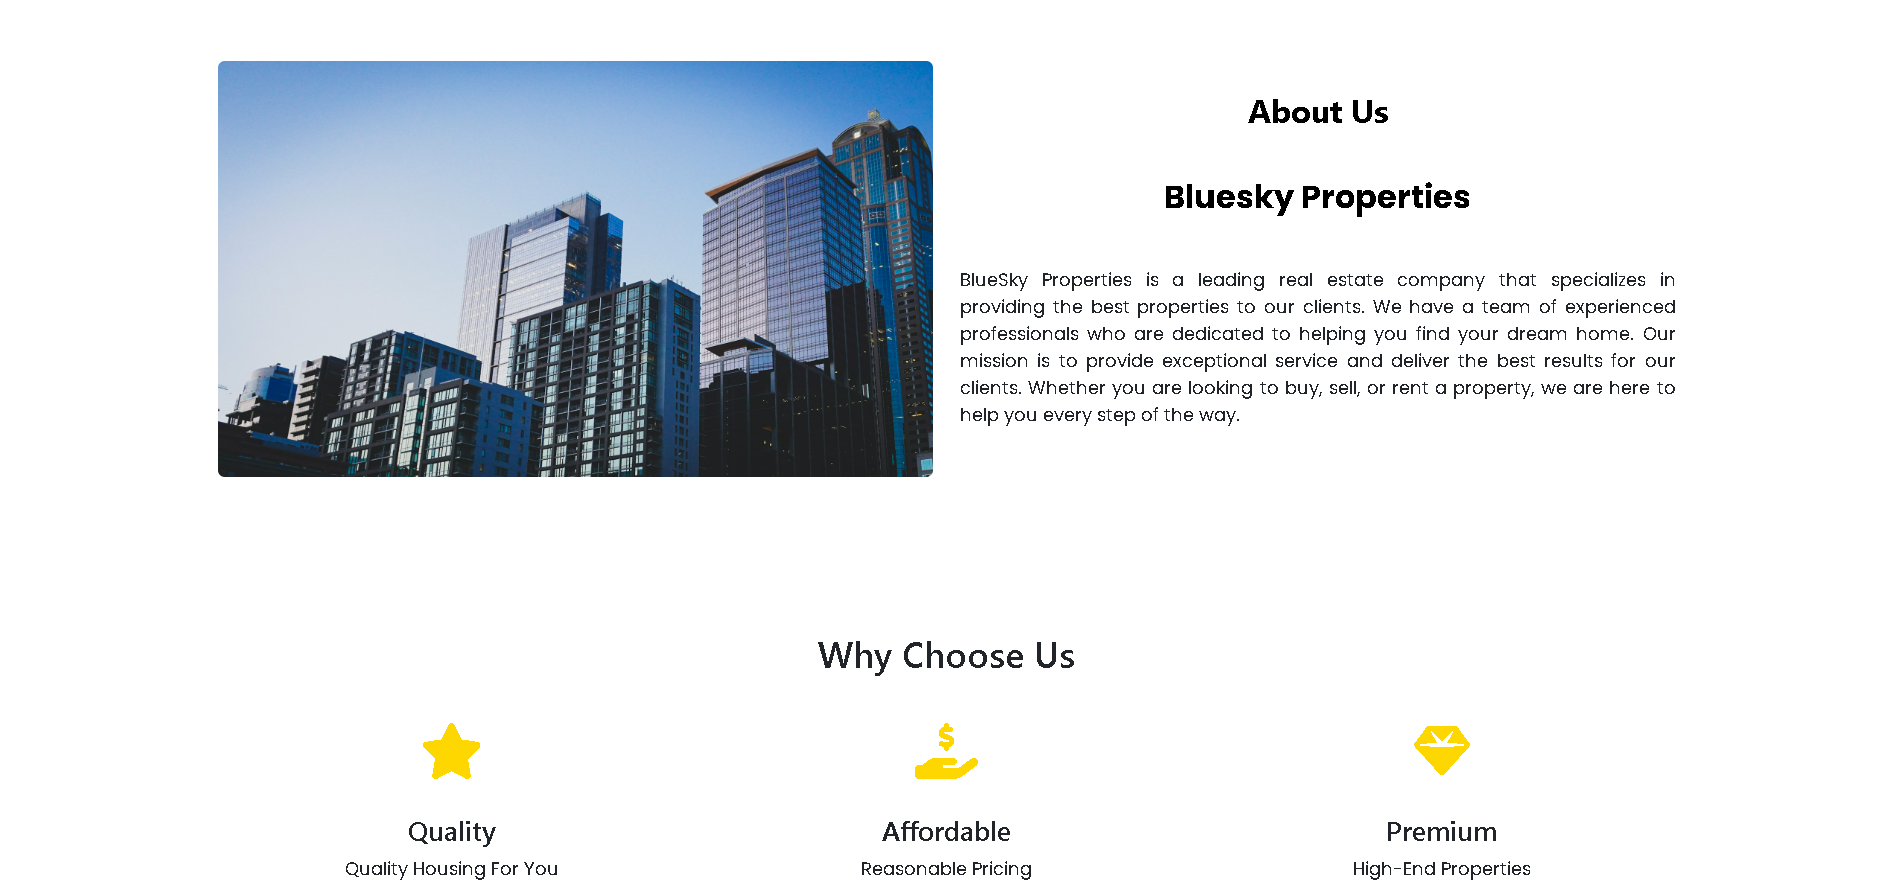 About Us
Bluesky Properties
BlueSky Properties is a leading real estate company that specializes in
providing the best properties to our clients. We have a team of experienced
professionals who are dedicated to helping you find your dream home. Our
mission is to provide exceptional service and deliver the best results for our
clients. Whether you are looking to buy, sell, or rent a property, we are here to
help you every step of the way.
Why Choose Us
$
Quality
Affordable
Premium
Quality Housing For You
Reasonable Pricing
High-End Properties